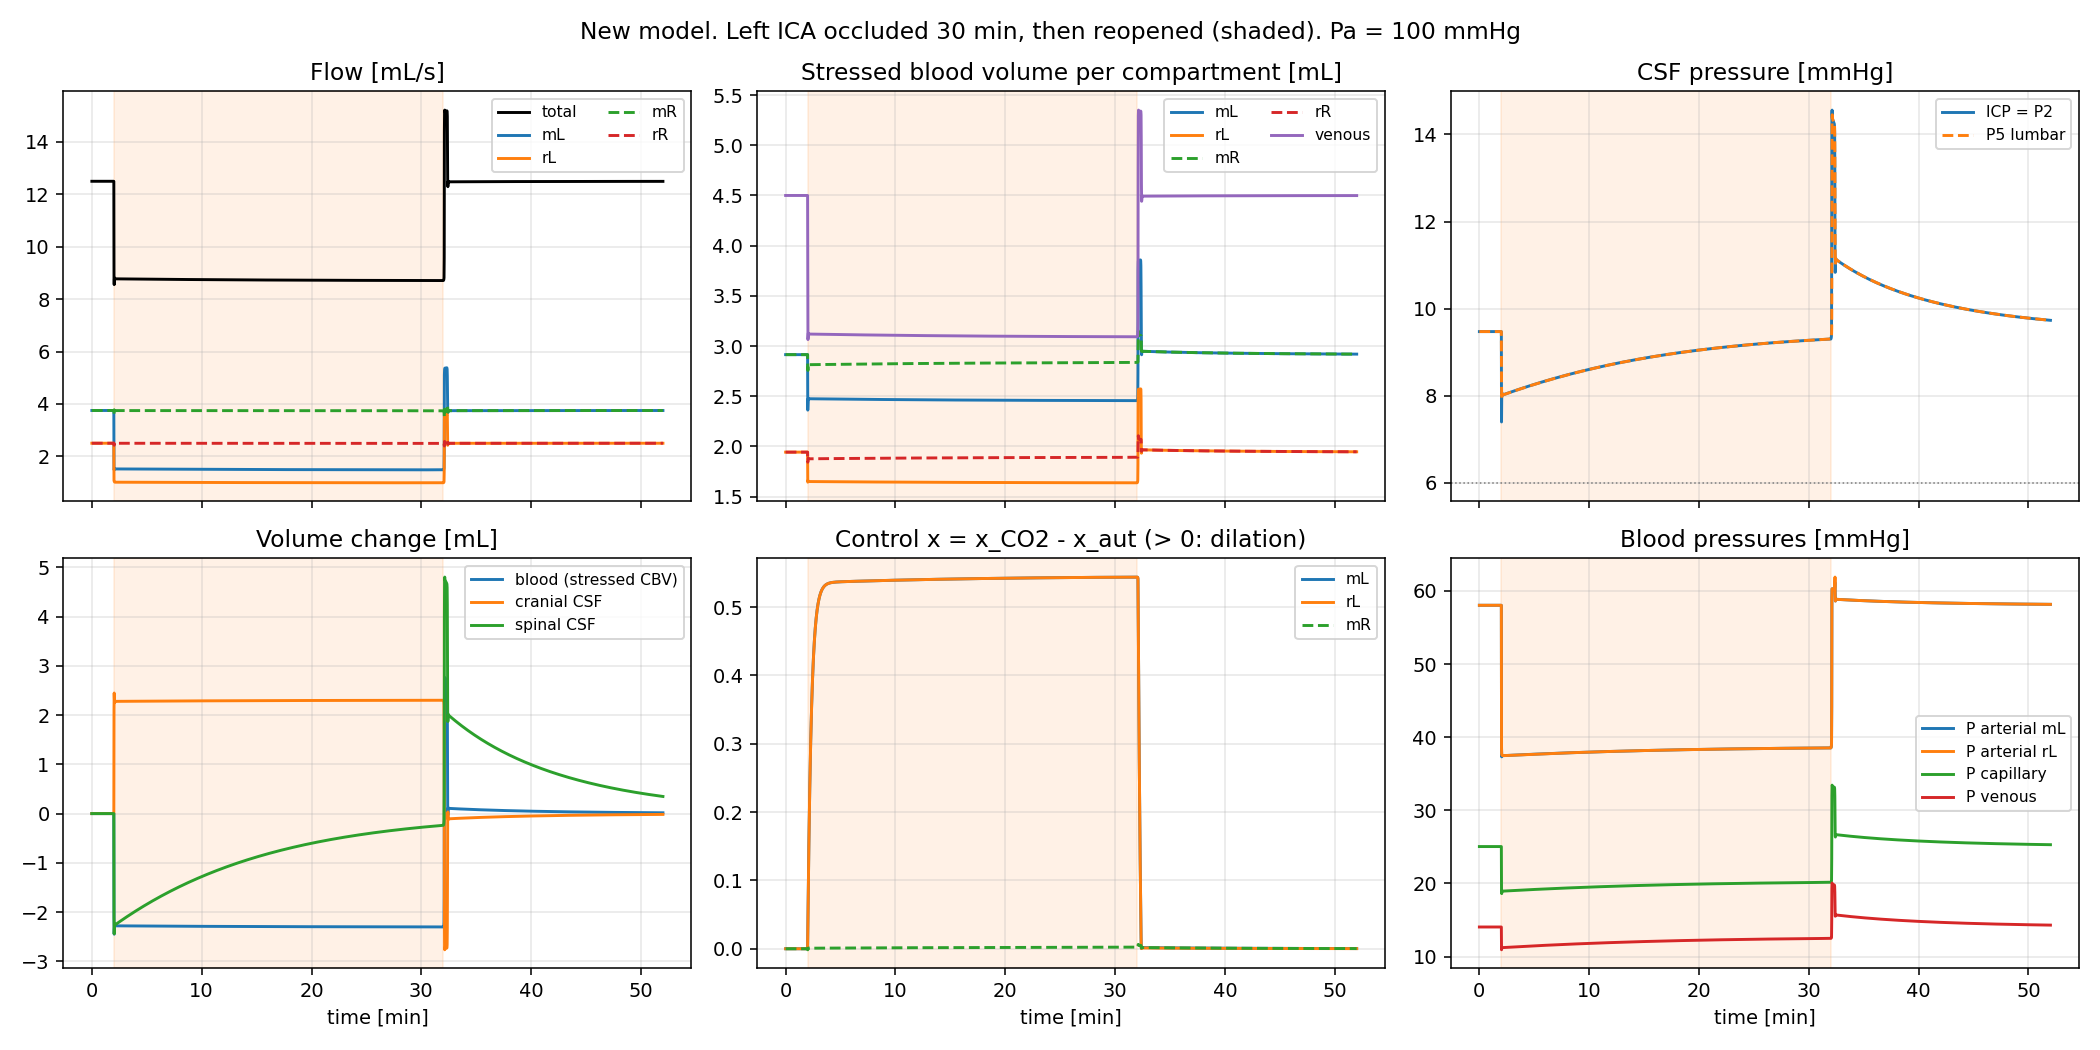 New model. Left ICA occluded 30 min, then reopened (shaded). Pa = 100 mmHg
Flow [mL/s]
total
mL
rL
mR
rR
14
12
10
8
6
4
2
Stressed blood volume per compartment [mL]
mL
rL
mR
rR
venous
5.5
5.0
4.5
4.0
3.5
3.0
2.5
2.0
1.5
CSF pressure [mmHg]
ICP = P2
P5 lumbar
14
12
10
8
6
Volume change [mL]
blood (stressed CBV)
cranial CSF
spinal CSF
5
4
3
2
1
0
−1
−2
−3
0 10 20 30 40 50
time [min]
Control x = x_CO2 - x_aut (> 0: dilation)
mL
rL
mR
0.5
0.4
0.3
0.2
0.1
0.0
0 10 20 30 40 50
time [min]
Blood pressures [mmHg]
P arterial mL
P arterial rL
P capillary
P venous
60
50
40
30
20
10
0 10 20 30 40 50
time [min]